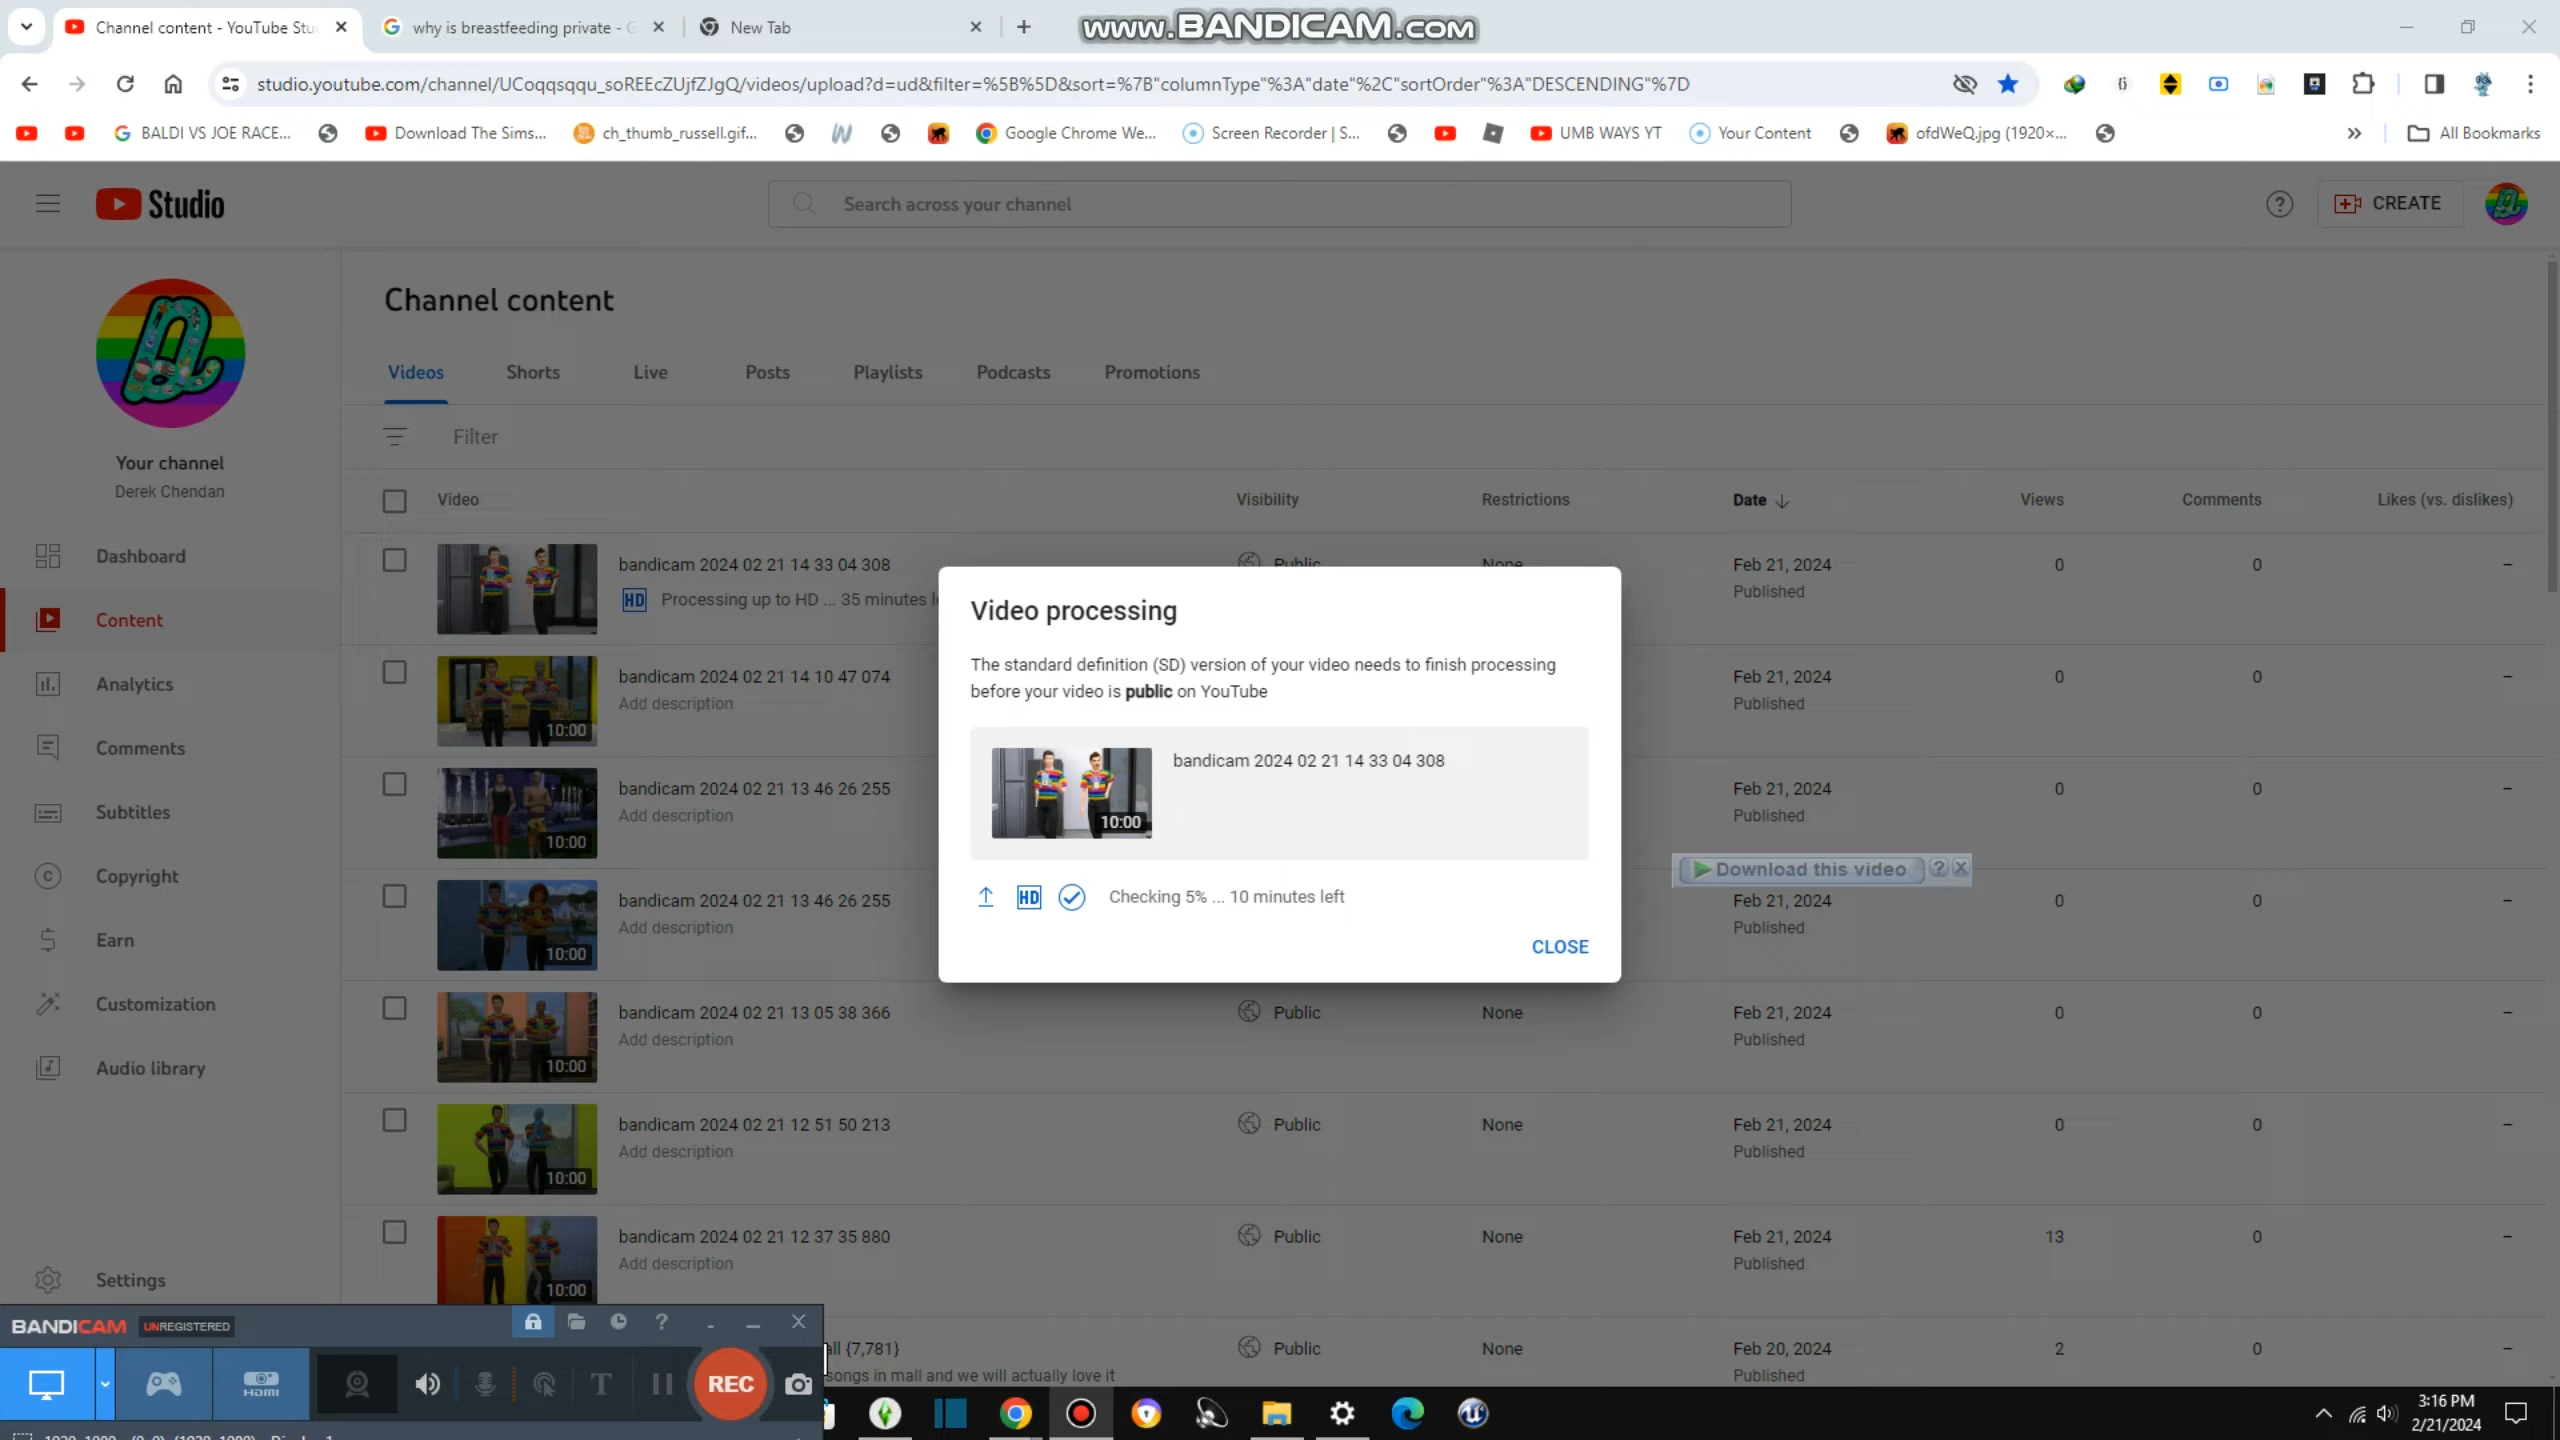 Channel content - YouTube Stu
why is breastfeeding private - G
New Tab
www.BANDICAM.com
studio.youtube.com/channel/UCoqqsqqu_soREEcZUjfZJgQ/videos/upload?d=ud&filter=%5B%5D&sort=%7B"columnType"%3A"date"%2C"sortOrder"%3A"DESCENDING"%7D
BALDI VS JOE RACE...
Download The Sims...
ch_thumb_russell.gif...
Google Chrome We...
Screen Recorder | S...
UMB WAYS YT
Your Content
ofdWeQ.jpg (1920×...
All Bookmarks
Studio
Search across your channel
CREATE
Channel content
Videos
Shorts
Live
Posts
Playlists
Podcasts
Promotions
Filter
Your channel
Derek Chendan
Dashboard
Content
Analytics
Comments
Subtitles
Copyright
Earn
Customization
Audio library
Settings
Video Visibility Restrictions Date Views Comments Likes (vs. dislikes)
bandicam 2024 02 21 14 33 04 308 Public None Feb 21, 2024 0 0 –
HD Processing up to HD ... 35 minutes l Published
bandicam 2024 02 21 14 10 47 074 Feb 21, 2024 0 0 –
10:00 Add description Published
bandicam 2024 02 21 13 46 26 255 Feb 21, 2024 0 0 –
10:00 Add description Published
bandicam 2024 02 21 13 46 26 255 Feb 21, 2024 0 0 –
10:00 Add description Published
bandicam 2024 02 21 13 05 38 366 Public None Feb 21, 2024 0 0 –
10:00 Add description Published
bandicam 2024 02 21 12 51 50 213 Public None Feb 21, 2024 0 0 –
10:00 Add description Published
bandicam 2024 02 21 12 37 35 880 Public None Feb 21, 2024 13 0 –
10:00 Add description Published
all {7,781} Public None Feb 20, 2024 2 0 –
songs in mall and we will actually love it Published
Video processing
The standard definition (SD) version of your video needs to finish processing
before your video is public on YouTube
bandicam 2024 02 21 14 33 04 308
10:00
HD Checking 5% ... 10 minutes left
CLOSE
Download this video
BANDICAM UNREGISTERED
HDMI
REC
3:16 PM
2/21/2024